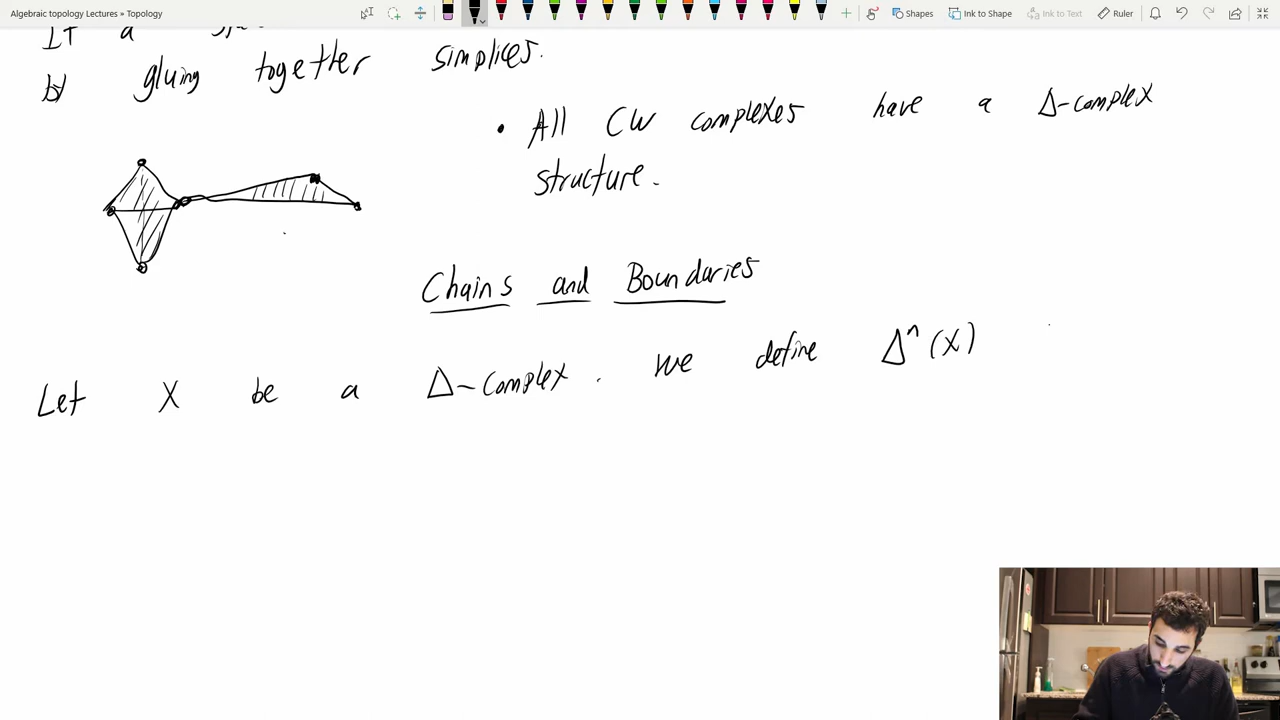 Algebraic topology Lectures » Topology
Shapes
Ink to Shape
Ink to Text
Ruler
If a
by gluing together simplices.
• All CW complexes have a Δ-complex
structure.
Chains and Boundaries
Let X be a Δ-complex. We define Δⁿ(X)